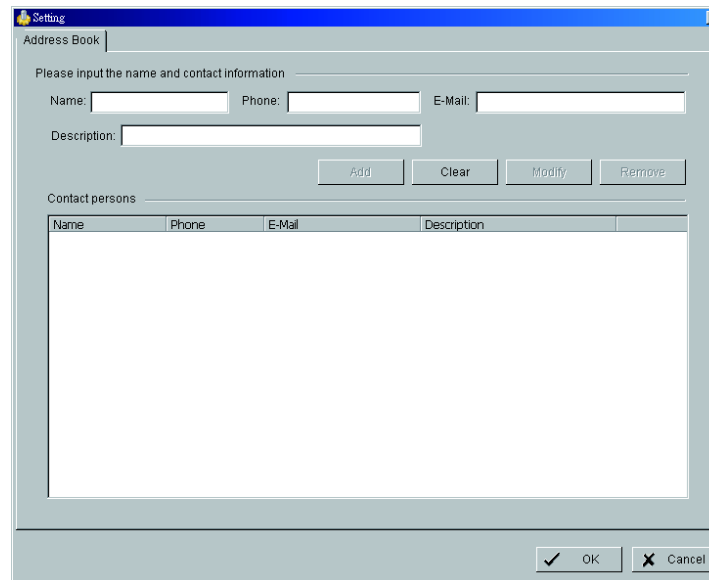 Setting
Address Book
Please input the name and contact information
Name: Phone: E-Mail:
Description:
Add Clear Modify Remove
Contact persons
Name Phone E-Mail Description
OK Cancel